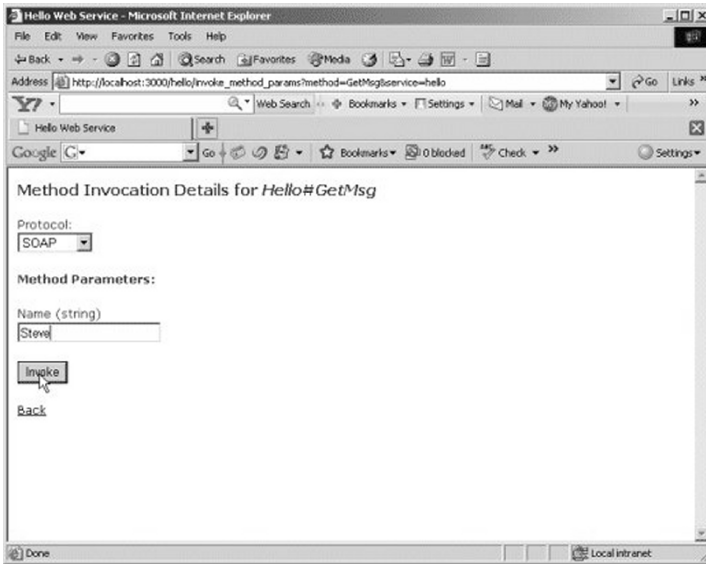 Hello Web Service - Microsoft Internet Explorer
File Edit View Favorites Tools Help
Back Search Favorites Media
Address http://localhost:3000/hello/invoke_method_params?method=GetMsg&service=hello Go Links »
Y! Web Search Bookmarks Settings Mail My Yahoo! »
Hello Web Service
Google G Go Bookmarks 0 blocked Check » Settings
Method Invocation Details for Hello#GetMsg
Protocol:
SOAP
Method Parameters:
Name (string)
Steve
Invoke
Back
Done Local intranet